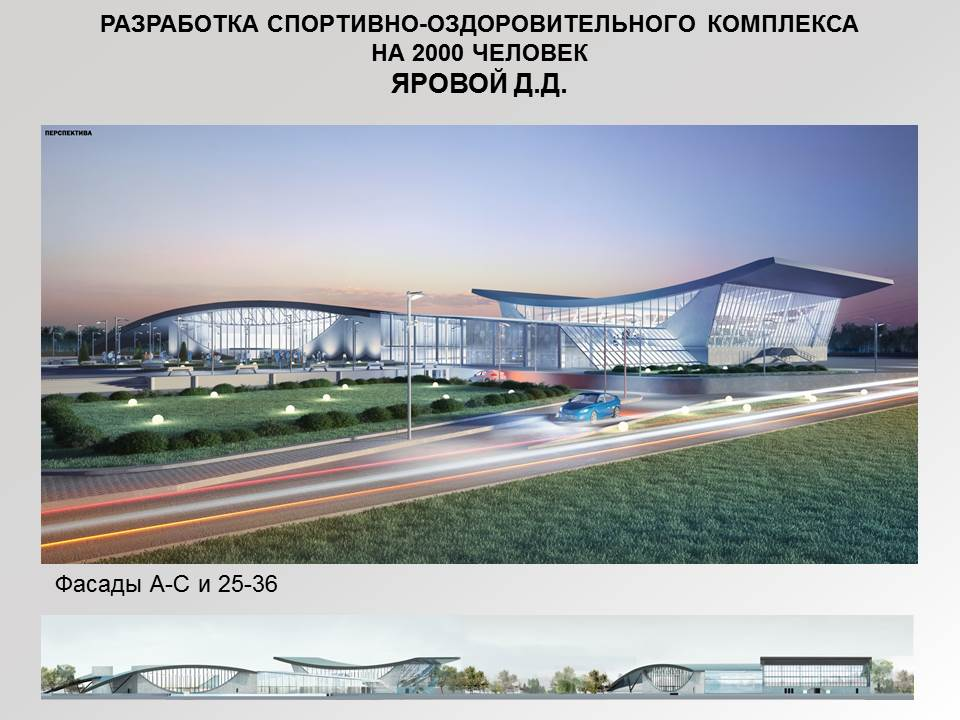 РАЗРАБОТКА СПОРТИВНО-ОЗДОРОВИТЕЛЬНОГО КОМПЛЕКСА
НА 2000 ЧЕЛОВЕК
ЯРОВОЙ Д.Д.
ПЕРСПЕКТИВА
Фасады А-С и 25-36